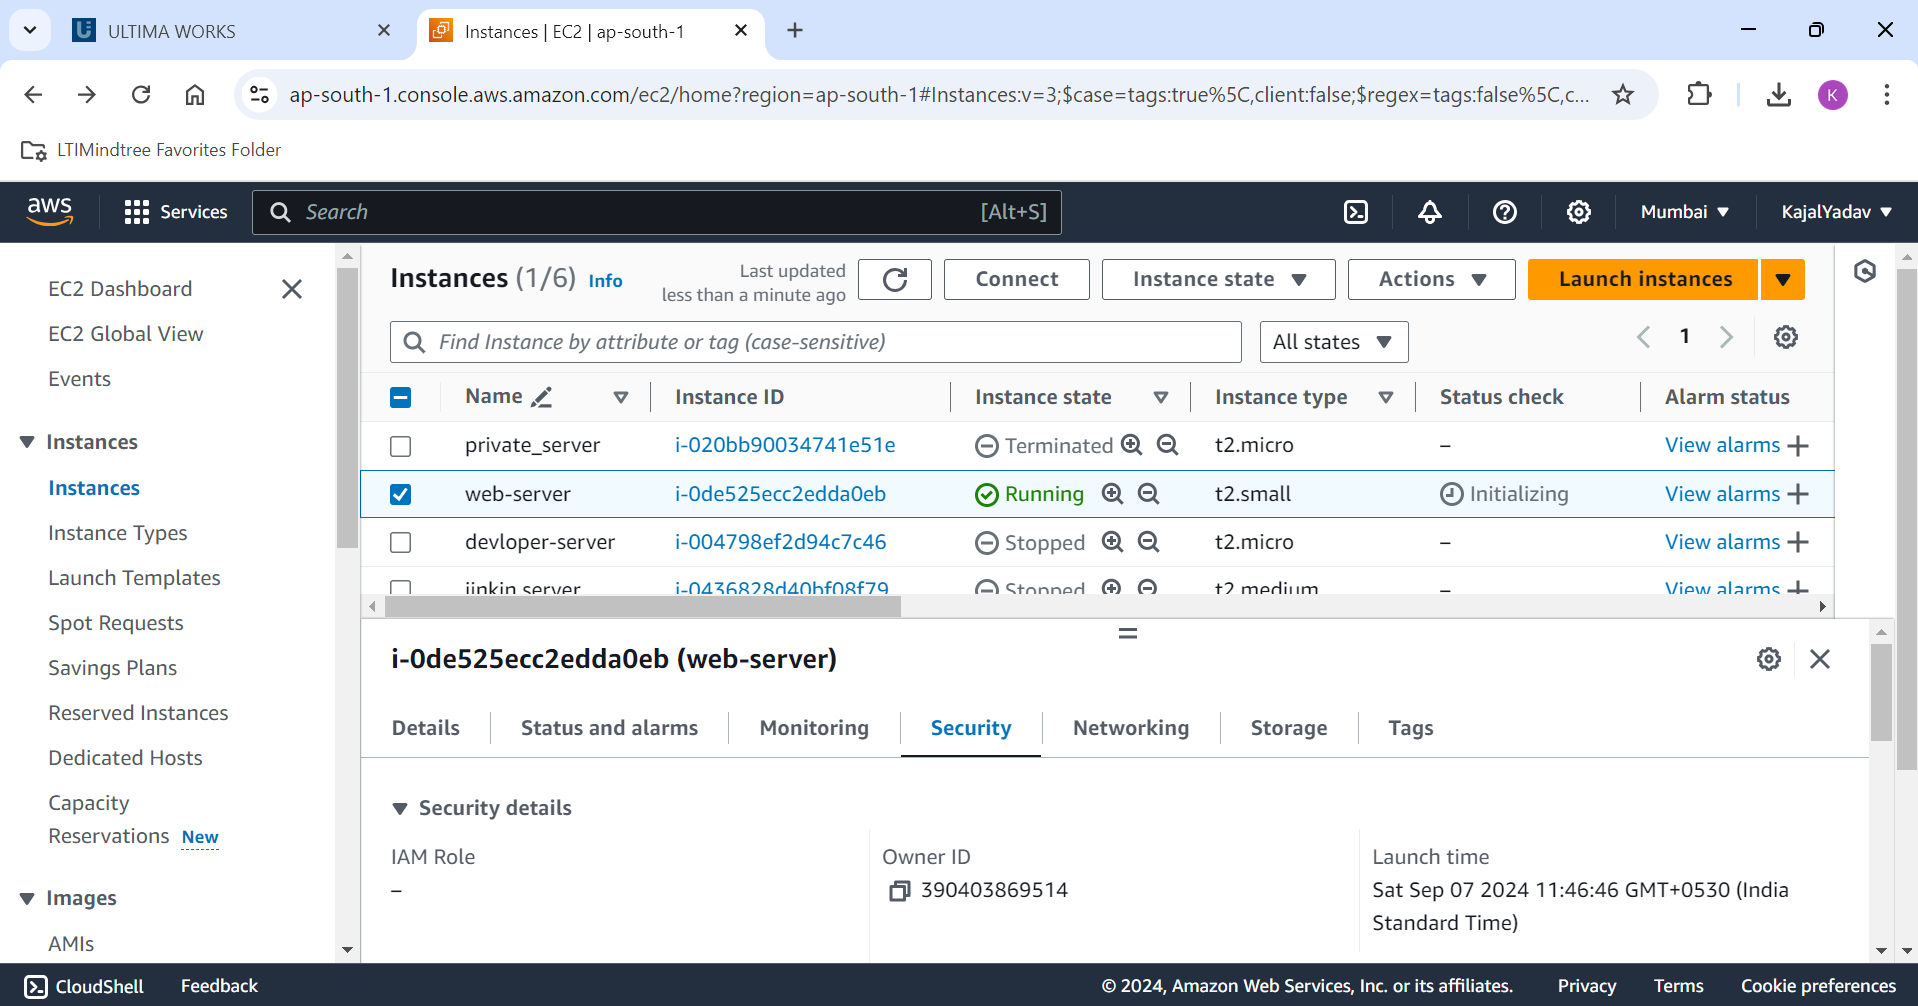 ULTIMA WORKS
Instances | EC2 | ap-south-1
ap-south-1.console.aws.amazon.com/ec2/home?region=ap-south-1#Instances:v=3;$case=tags:true%5C,client:false;$regex=tags:false%5C,c...
K
LTIMindtree Favorites Folder
aws
Services
Search
[Alt+S]
Mumbai
KajalYadav
EC2 Dashboard
EC2 Global View
Events
Instances
Instances
Instance Types
Launch Templates
Spot Requests
Savings Plans
Reserved Instances
Dedicated Hosts
Capacity
Reservations New
Images
AMIs
Instances (1/6) Info
Last updated
less than a minute ago
Connect
Instance state
Actions
Launch instances
Find Instance by attribute or tag (case-sensitive)
All states
1
Name Instance ID Instance state Instance type Status check Alarm status
private_server i-020bb90034741e51e Terminated t2.micro – View alarms
web-server i-0de525ecc2edda0eb Running t2.small Initializing View alarms
devloper-server i-004798ef2d94c7c46 Stopped t2.micro – View alarms
jinkin server i-0436828d40bf08f79 Stopped t2.medium – View alarms
i-0de525ecc2edda0eb (web-server)
Details
Status and alarms
Monitoring
Security
Networking
Storage
Tags
Security details
IAM Role
–
Owner ID
390403869514
Launch time
Sat Sep 07 2024 11:46:46 GMT+0530 (India
Standard Time)
CloudShell
Feedback
© 2024, Amazon Web Services, Inc. or its affiliates.
Privacy
Terms
Cookie preferences